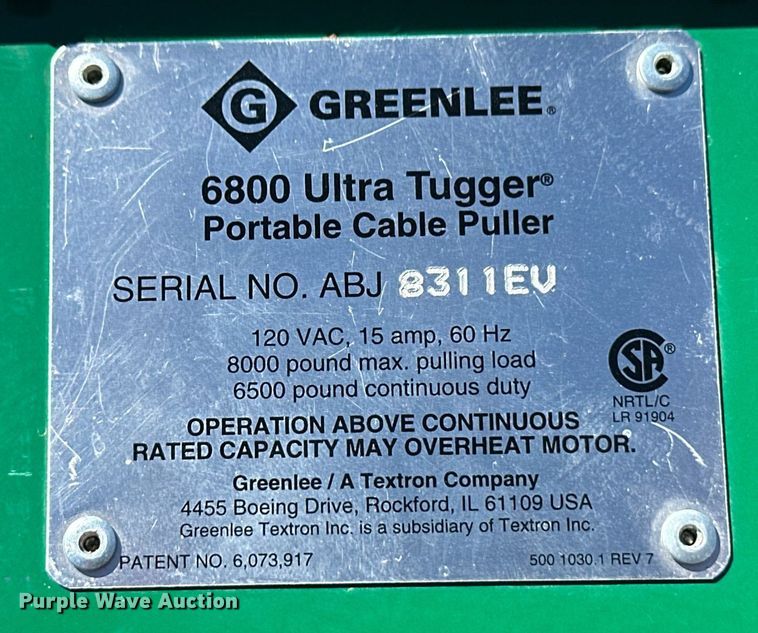 G GREENLEE®
6800 Ultra Tugger®
Portable Cable Puller
SERIAL NO. ABJ 8311EV
120 VAC, 15 amp, 60 Hz
8000 pound max. pulling load
6500 pound continuous duty
SA®
NRTL/C
LR 91904
OPERATION ABOVE CONTINUOUS
RATED CAPACITY MAY OVERHEAT MOTOR.
Greenlee / A Textron Company
4455 Boeing Drive, Rockford, IL 61109 USA
Greenlee Textron Inc. is a subsidiary of Textron Inc.
PATENT NO. 6,073,917
500 1030.1 REV 7
Purple Wave Auction